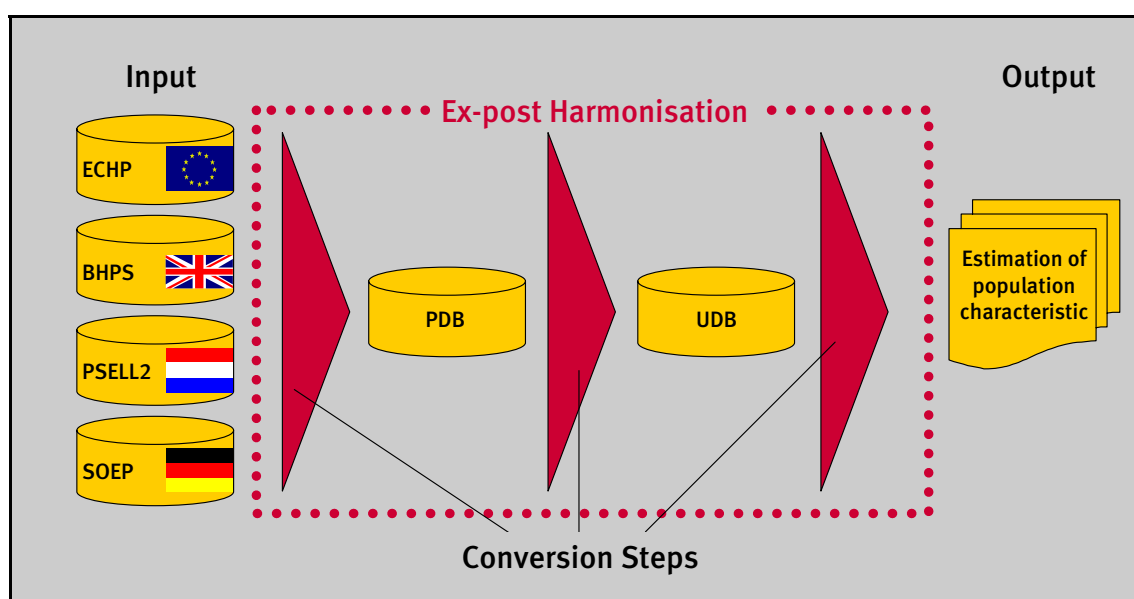 Input
Output
Ex-post Harmonisation
ECHP
BHPS
PSELL2
SOEP
PDB
UDB
Estimation of
population
characteristic
Conversion Steps